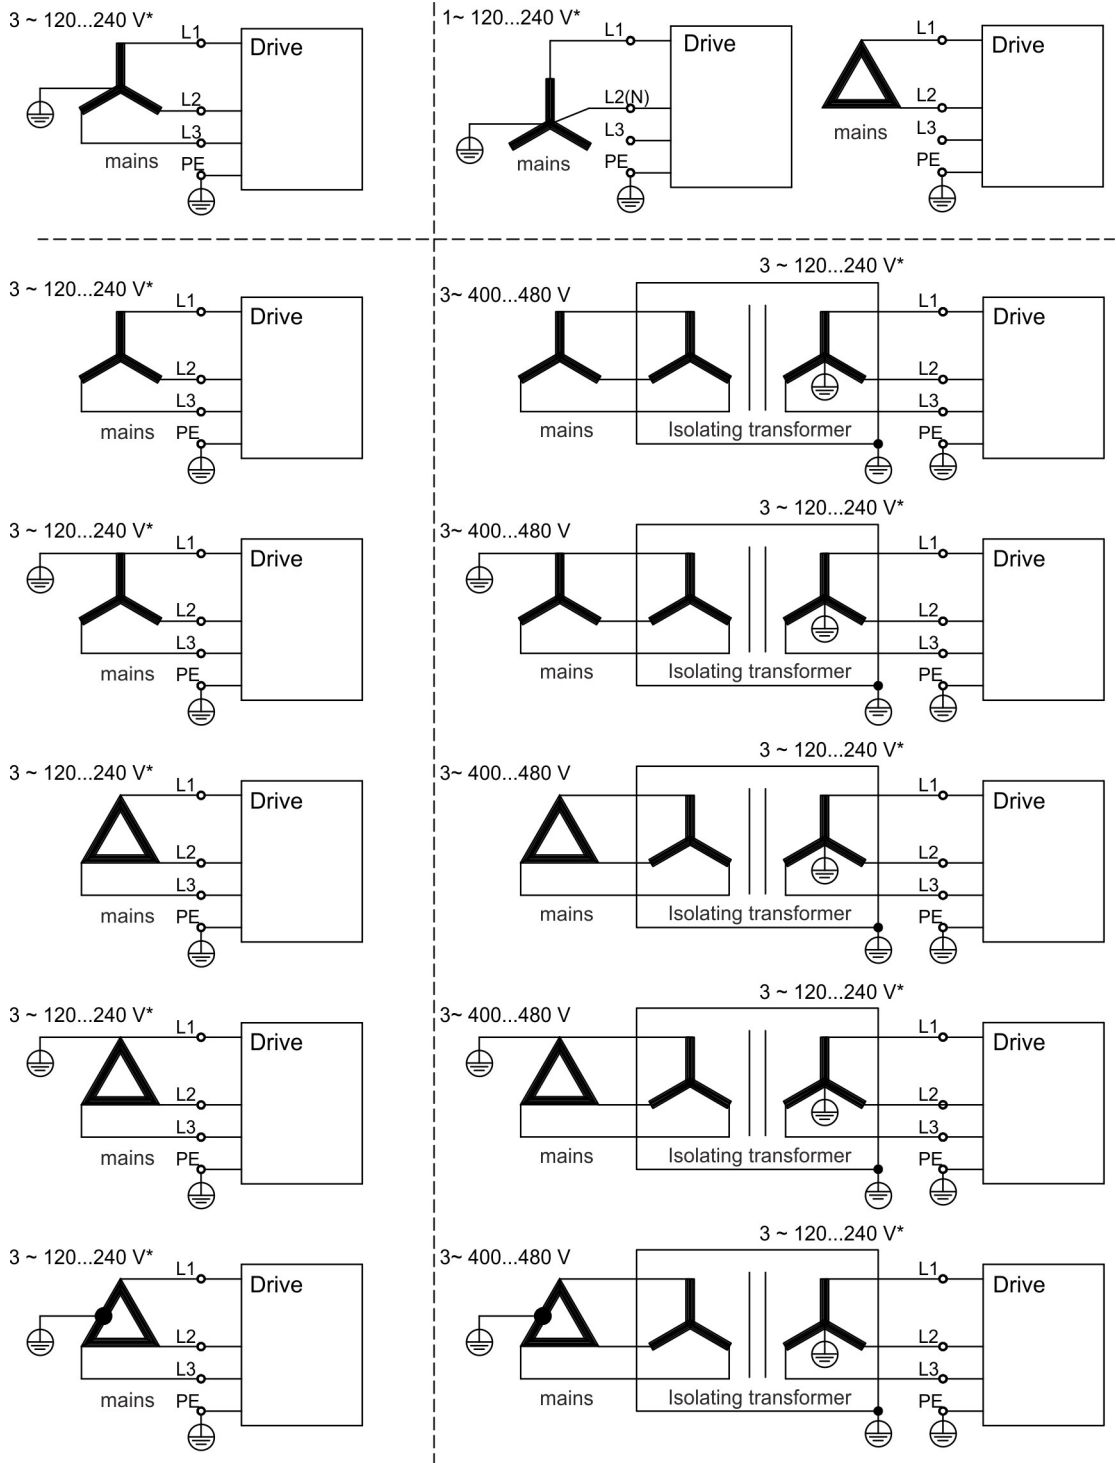 3 ~ 120...240 V*
L1
Drive
L2
L3
mains
PE
1~ 120...240 V*
L1
Drive
L2(N)
L3
mains
PE
L1
Drive
L2
mains
L3
PE
3 ~ 120...240 V*
L1
Drive
L2
L3
mains
PE
3 ~ 120...240 V*
3~ 400...480 V
L1
Drive
L2
L3
mains
Isolating transformer
PE
3 ~ 120...240 V*
L1
Drive
L2
L3
mains
PE
3 ~ 120...240 V*
3~ 400...480 V
L1
Drive
L2
L3
mains
Isolating transformer
PE
3 ~ 120...240 V*
L1
Drive
L2
L3
mains
PE
3 ~ 120...240 V*
3~ 400...480 V
L1
Drive
L2
L3
mains
Isolating transformer
PE
3 ~ 120...240 V*
L1
Drive
L2
L3
mains
PE
3 ~ 120...240 V*
3~ 400...480 V
L1
Drive
L2
L3
mains
Isolating transformer
PE
3 ~ 120...240 V*
L1
Drive
L2
L3
mains
PE
3 ~ 120...240 V*
3~ 400...480 V
L1
Drive
L2
L3
mains
Isolating transformer
PE